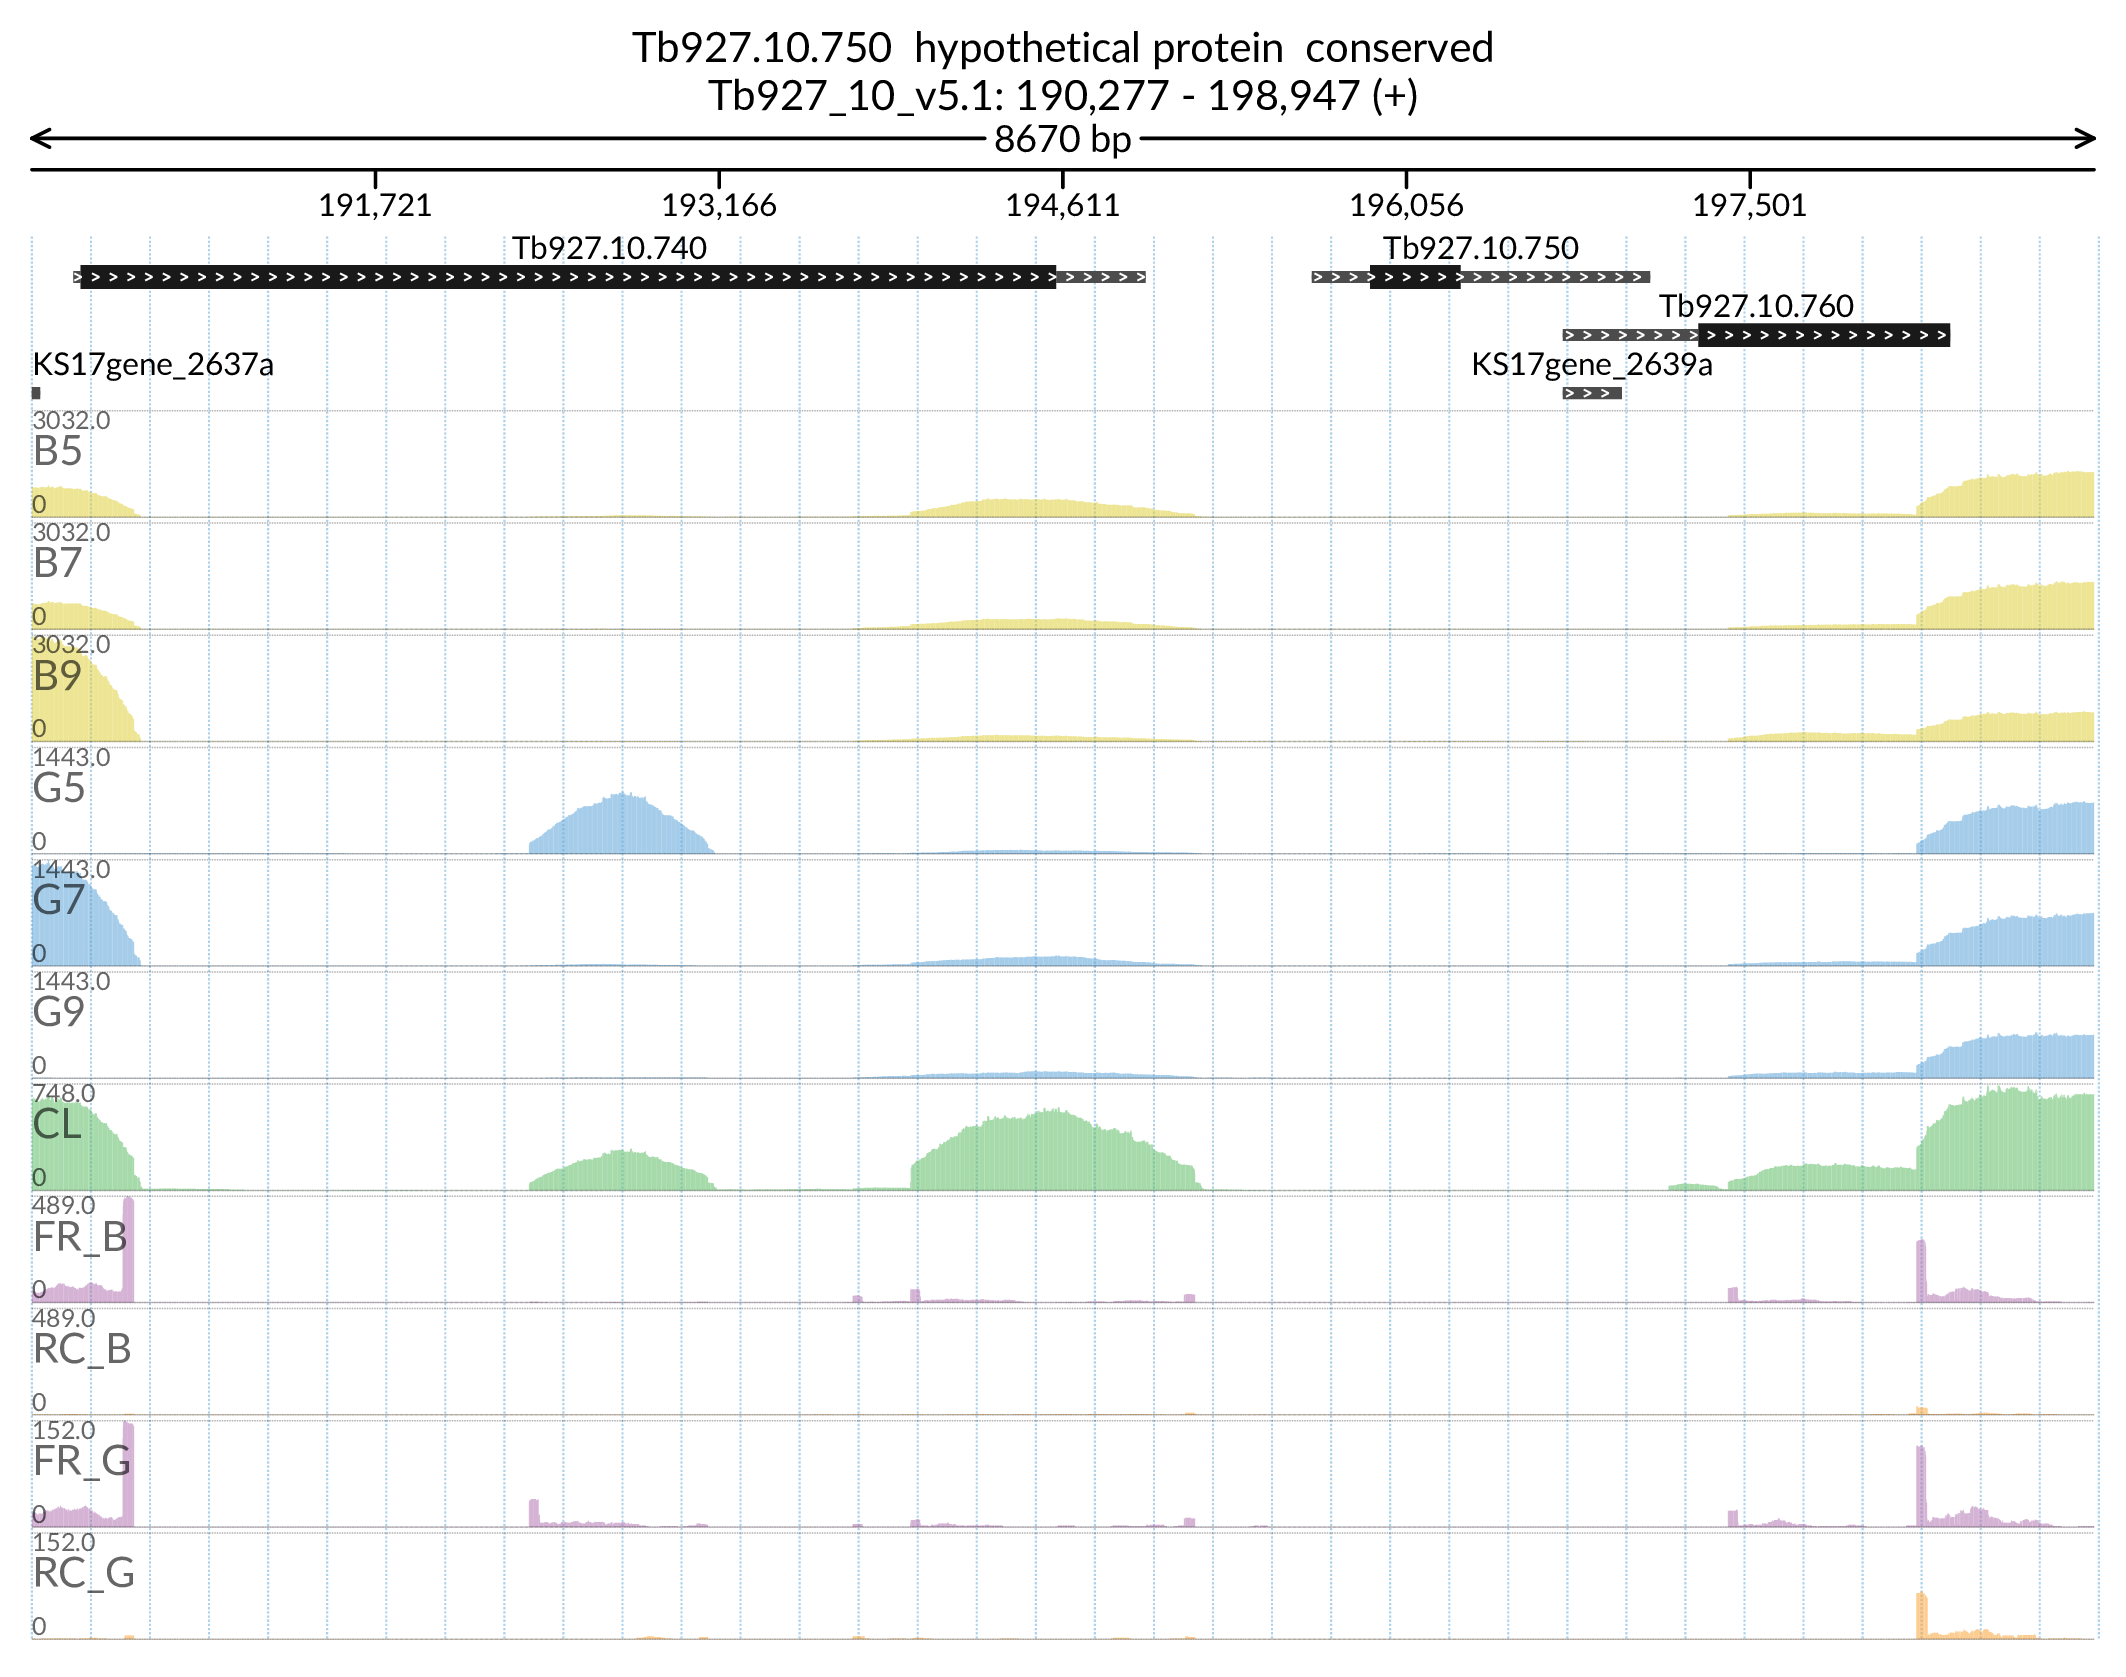 Tb927.10.750  hypothetical protein  conserved
Tb927_10_v5.1: 190,277 - 198,947 (+)
8670 bp
191,721 193,166 194,611 196,056 197,501
Tb927.10.740 Tb927.10.750
Tb927.10.760
KS17gene_2637a KS17gene_2639a
3032.0
B5
0
3032.0
B7
0
3032.0
B9
0
1443.0
G5
0
1443.0
G7
0
1443.0
G9
0
748.0
CL
0
489.0
FR_B
0
489.0
RC_B
0
152.0
FR_G
0
152.0
RC_G
0